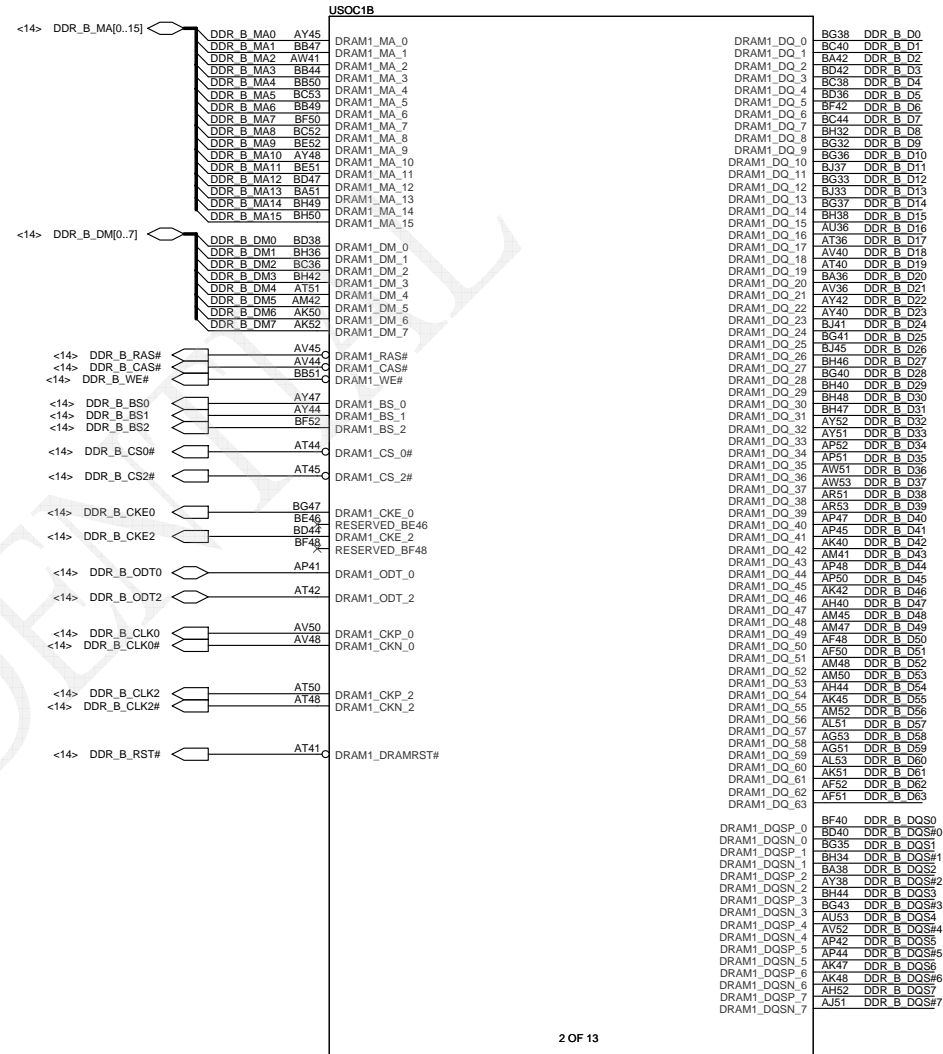 USOC1B
<14> DDR_B_MA[0..15]
DDR_B_MA0 AY45 DRAM1_MA_0
DDR_B_MA1 BB47 DRAM1_MA_1
DDR_B_MA2 AW41 DRAM1_MA_2
DDR_B_MA3 BB44 DRAM1_MA_3
DDR_B_MA4 BB50 DRAM1_MA_4
DDR_B_MA5 BC53 DRAM1_MA_5
DDR_B_MA6 BB49 DRAM1_MA_6
DDR_B_MA7 BF50 DRAM1_MA_7
DDR_B_MA8 BC52 DRAM1_MA_8
DDR_B_MA9 BE52 DRAM1_MA_9
DDR_B_MA10 AY48 DRAM1_MA_10
DDR_B_MA11 BE51 DRAM1_MA_11
DDR_B_MA12 BD47 DRAM1_MA_12
DDR_B_MA13 BA51 DRAM1_MA_13
DDR_B_MA14 BH49 DRAM1_MA_14
DDR_B_MA15 BH50 DRAM1_MA_15
<14> DDR_B_DM[0..7]
DDR_B_DM0 BD38 DRAM1_DM_0
DDR_B_DM1 BH36 DRAM1_DM_1
DDR_B_DM2 BC36 DRAM1_DM_2
DDR_B_DM3 BH42 DRAM1_DM_3
DDR_B_DM4 AT51 DRAM1_DM_4
DDR_B_DM5 AM42 DRAM1_DM_5
DDR_B_DM6 AK50 DRAM1_DM_6
DDR_B_DM7 AK52 DRAM1_DM_7
<14> DDR_B_RAS# AV45 DRAM1_RAS#
<14> DDR_B_CAS# AV44 DRAM1_CAS#
<14> DDR_B_WE# BB51 DRAM1_WE#
<14> DDR_B_BS0 AY47 DRAM1_BS_0
<14> DDR_B_BS1 AY44 DRAM1_BS_1
<14> DDR_B_BS2 BF52 DRAM1_BS_2
<14> DDR_B_CS0# AT44 DRAM1_CS_0#
<14> DDR_B_CS2# AT45 DRAM1_CS_2#
<14> DDR_B_CKE0 BG47 DRAM1_CKE_0
BE46 RESERVED_BE46
<14> DDR_B_CKE2 BD44 DRAM1_CKE_2
BF48 RESERVED_BF48
<14> DDR_B_ODT0 AP41 DRAM1_ODT_0
<14> DDR_B_ODT2 AT42 DRAM1_ODT_2
<14> DDR_B_CLK0 AV50 DRAM1_CKP_0
<14> DDR_B_CLK0# AV48 DRAM1_CKN_0
<14> DDR_B_CLK2 AT50 DRAM1_CKP_2
<14> DDR_B_CLK2# AT48 DRAM1_CKN_2
<14> DDR_B_RST# AT41 DRAM1_DRAMRST#
DRAM1_DQ_0 BG38 DDR_B_D0
DRAM1_DQ_1 BC40 DDR_B_D1
DRAM1_DQ_2 BA42 DDR_B_D2
DRAM1_DQ_3 BD42 DDR_B_D3
DRAM1_DQ_4 BC38 DDR_B_D4
DRAM1_DQ_5 BD36 DDR_B_D5
DRAM1_DQ_6 BF42 DDR_B_D6
DRAM1_DQ_7 BC44 DDR_B_D7
DRAM1_DQ_8 BH32 DDR_B_D8
DRAM1_DQ_9 BG32 DDR_B_D9
DRAM1_DQ_10 BG36 DDR_B_D10
DRAM1_DQ_11 BJ37 DDR_B_D11
DRAM1_DQ_12 BG33 DDR_B_D12
DRAM1_DQ_13 BJ33 DDR_B_D13
DRAM1_DQ_14 BG37 DDR_B_D14
DRAM1_DQ_15 BH38 DDR_B_D15
DRAM1_DQ_16 AU36 DDR_B_D16
DRAM1_DQ_17 AT36 DDR_B_D17
DRAM1_DQ_18 AV40 DDR_B_D18
DRAM1_DQ_19 AT40 DDR_B_D19
DRAM1_DQ_20 BA36 DDR_B_D20
DRAM1_DQ_21 AV36 DDR_B_D21
DRAM1_DQ_22 AY42 DDR_B_D22
DRAM1_DQ_23 AY40 DDR_B_D23
DRAM1_DQ_24 BJ41 DDR_B_D24
DRAM1_DQ_25 BG41 DDR_B_D25
DRAM1_DQ_26 BJ45 DDR_B_D26
DRAM1_DQ_27 BH46 DDR_B_D27
DRAM1_DQ_28 BG40 DDR_B_D28
DRAM1_DQ_29 BH40 DDR_B_D29
DRAM1_DQ_30 BH48 DDR_B_D30
DRAM1_DQ_31 BH47 DDR_B_D31
DRAM1_DQ_32 AY52 DDR_B_D32
DRAM1_DQ_33 AY51 DDR_B_D33
DRAM1_DQ_34 AP52 DDR_B_D34
DRAM1_DQ_35 AP51 DDR_B_D35
DRAM1_DQ_36 AW51 DDR_B_D36
DRAM1_DQ_37 AW53 DDR_B_D37
DRAM1_DQ_38 AR51 DDR_B_D38
DRAM1_DQ_39 AR53 DDR_B_D39
DRAM1_DQ_40 AP47 DDR_B_D40
DRAM1_DQ_41 AP45 DDR_B_D41
DRAM1_DQ_42 AK40 DDR_B_D42
DRAM1_DQ_43 AM41 DDR_B_D43
DRAM1_DQ_44 AP48 DDR_B_D44
DRAM1_DQ_45 AP50 DDR_B_D45
DRAM1_DQ_46 AK42 DDR_B_D46
DRAM1_DQ_47 AH40 DDR_B_D47
DRAM1_DQ_48 AM45 DDR_B_D48
DRAM1_DQ_49 AM47 DDR_B_D49
DRAM1_DQ_50 AF48 DDR_B_D50
DRAM1_DQ_51 AF50 DDR_B_D51
DRAM1_DQ_52 AM48 DDR_B_D52
DRAM1_DQ_53 AM50 DDR_B_D53
DRAM1_DQ_54 AH44 DDR_B_D54
DRAM1_DQ_55 AK45 DDR_B_D55
DRAM1_DQ_56 AM52 DDR_B_D56
DRAM1_DQ_57 AL51 DDR_B_D57
DRAM1_DQ_58 AG53 DDR_B_D58
DRAM1_DQ_59 AG51 DDR_B_D59
DRAM1_DQ_60 AL53 DDR_B_D60
DRAM1_DQ_61 AK51 DDR_B_D61
DRAM1_DQ_62 AF52 DDR_B_D62
DRAM1_DQ_63 AF51 DDR_B_D63
DRAM1_DQSP_0 BF40 DDR_B_DQS0
DRAM1_DQSN_0 BD40 DDR_B_DQS#0
DRAM1_DQSP_1 BG35 DDR_B_DQS1
DRAM1_DQSN_1 BH34 DDR_B_DQS#1
DRAM1_DQSP_2 BA38 DDR_B_DQS2
DRAM1_DQSN_2 AY38 DDR_B_DQS#2
DRAM1_DQSP_3 BH44 DDR_B_DQS3
DRAM1_DQSN_3 BG43 DDR_B_DQS#3
DRAM1_DQSP_4 AU53 DDR_B_DQS4
DRAM1_DQSN_4 AV52 DDR_B_DQS#4
DRAM1_DQSP_5 AP42 DDR_B_DQS5
DRAM1_DQSN_5 AP44 DDR_B_DQS#5
DRAM1_DQSP_6 AK47 DDR_B_DQS6
DRAM1_DQSN_6 AK48 DDR_B_DQS#6
DRAM1_DQSP_7 AH52 DDR_B_DQS7
DRAM1_DQSN_7 AJ51 DDR_B_DQS#7
2 OF 13
DENTIAL